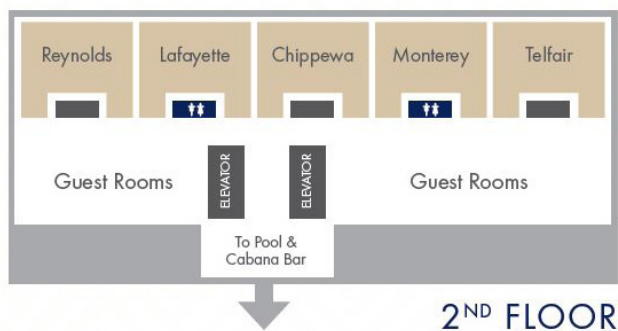 Reynolds
Lafayette
Chippewa
Monterey
Telfair
Guest Rooms
ELEVATOR
ELEVATOR
Guest Rooms
To Pool &
Cabana Bar
2ND FLOOR